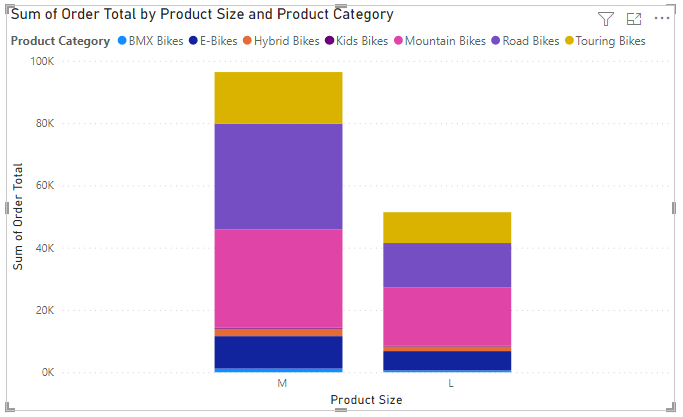 Sum of Order Total by Product Size and Product Category
Product Category BMX Bikes E-Bikes Hybrid Bikes Kids Bikes Mountain Bikes Road Bikes Touring Bikes
100K
80K
60K
40K
20K
0K
Sum of Order Total
M L
Product Size